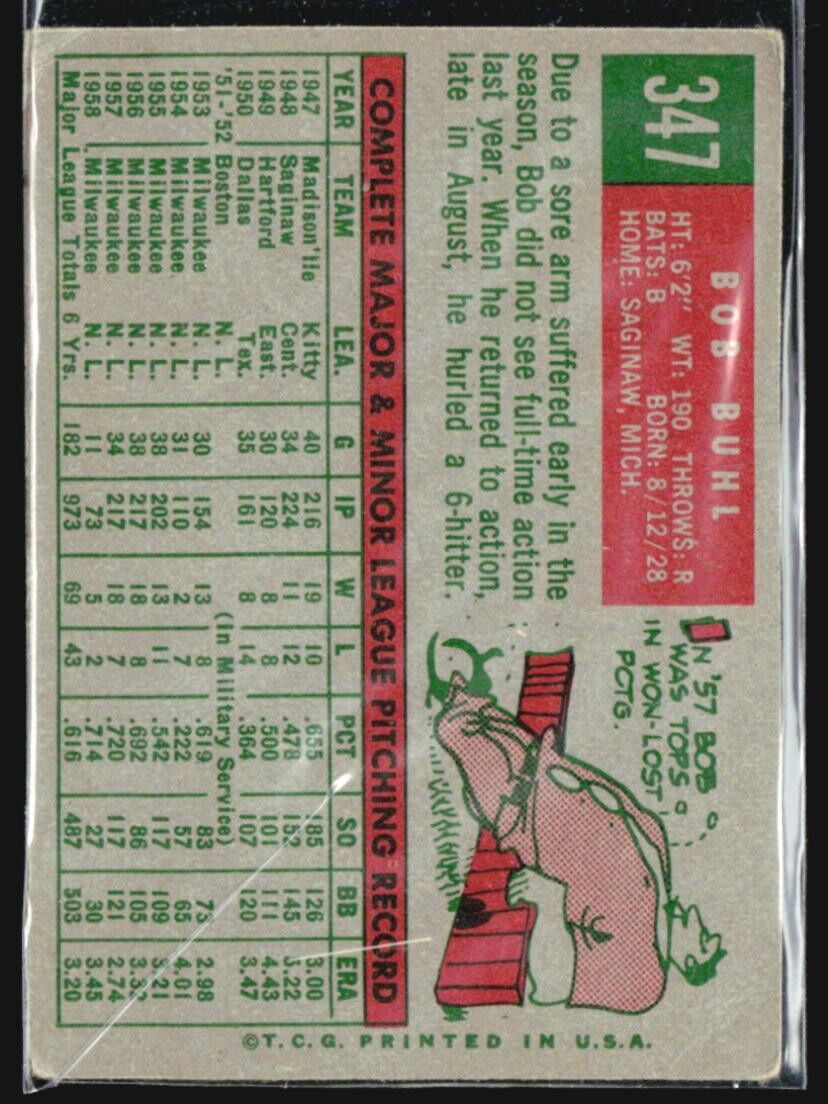 347
BOB BUHL
HT: 6'2" WT: 190 THROWS: R
BATS: B BORN: 8/12/28
HOME: SAGINAW, MICH.
Due to a sore arm suffered early in the
season, Bob did not see full-time action
last year. When he returned to action,
late in August, he hurled a 6-hitter.
IN '57 BOB
WAS TOPS
IN WON-LOST
PCTG.
COMPLETE MAJOR & MINOR LEAGUE PITCHING RECORD
YEAR TEAM LEA. G IP W L PCT SO BB ERA
1947 Madison'lle Kitty 40 216 19 10 .655 185 126 3.00
1948 Saginaw Cent. 34 224 11 12 .478 152 145 3.22
1949 Hartford East. 30 120 8 8 .500 101 111 4.43
1950 Dallas Tex. 35 161 8 14 .364 107 120 3.47
'51-'52 Boston N. L. (In Military Service)
1953 Milwaukee N. L. 30 154 13 8 .619 83 73 2.98
1954 Milwaukee N. L. 31 110 2 7 .222 57 65 4.01
1955 Milwaukee N. L. 38 202 13 11 .542 117 109 3.21
1956 Milwaukee N. L. 38 217 18 8 .692 86 105 3.32
1957 Milwaukee N. L. 34 217 18 7 .720 117 121 2.74
1958 Milwaukee N. L. 11 73 5 2 .714 27 30 3.45
Major League Totals 6 Yrs. 182 973 69 43 .616 487 503 3.20
©T.C.G. PRINTED IN U.S.A.